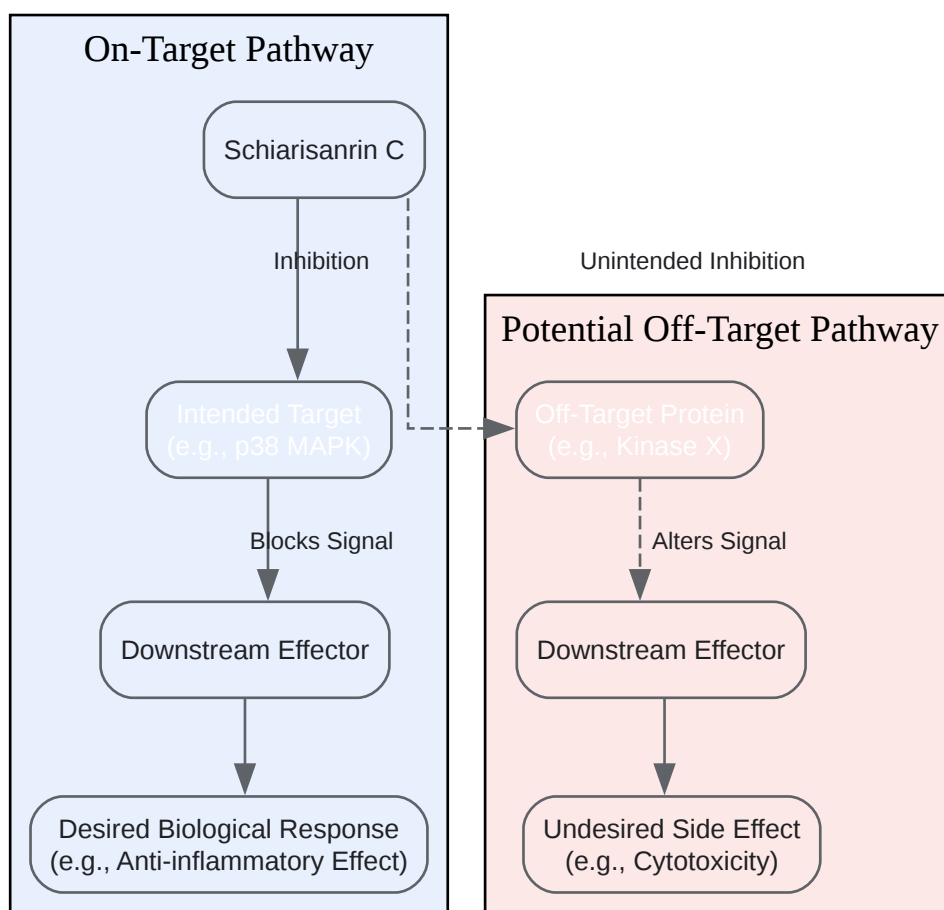 On-Target Pathway
Schiarisanrin C
Inhibition
Unintended Inhibition
Potential Off-Target Pathway
Intended Target
(e.g., p38 MAPK)
Off-Target Protein
(e.g., Kinase X)
Blocks Signal
Alters Signal
Downstream Effector
Downstream Effector
Desired Biological Response
(e.g., Anti-inflammatory Effect)
Undesired Side Effect
(e.g., Cytotoxicity)